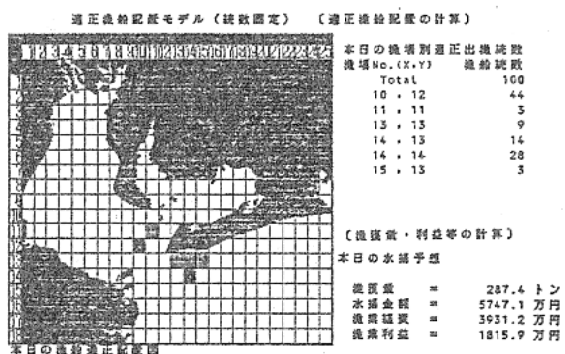 適正漁船配置モデル（統数固定） 〔適正漁船配置の計算〕
本日の漁場別適正出漁統数
漁場No.(X,Y) 漁船統数
Total 100
10 , 12 44
11 , 11 3
13 , 13 9
14 , 13 14
14 , 14 28
15 , 13 3
〔漁獲量・利益等の計算〕
本日の水揚予想
漁獲量 = 287.4 トン
水揚金額 = 5747.1 万円
漁業経費 = 3931.2 万円
漁業利益 = 1815.9 万円
本日の漁船適正配置図